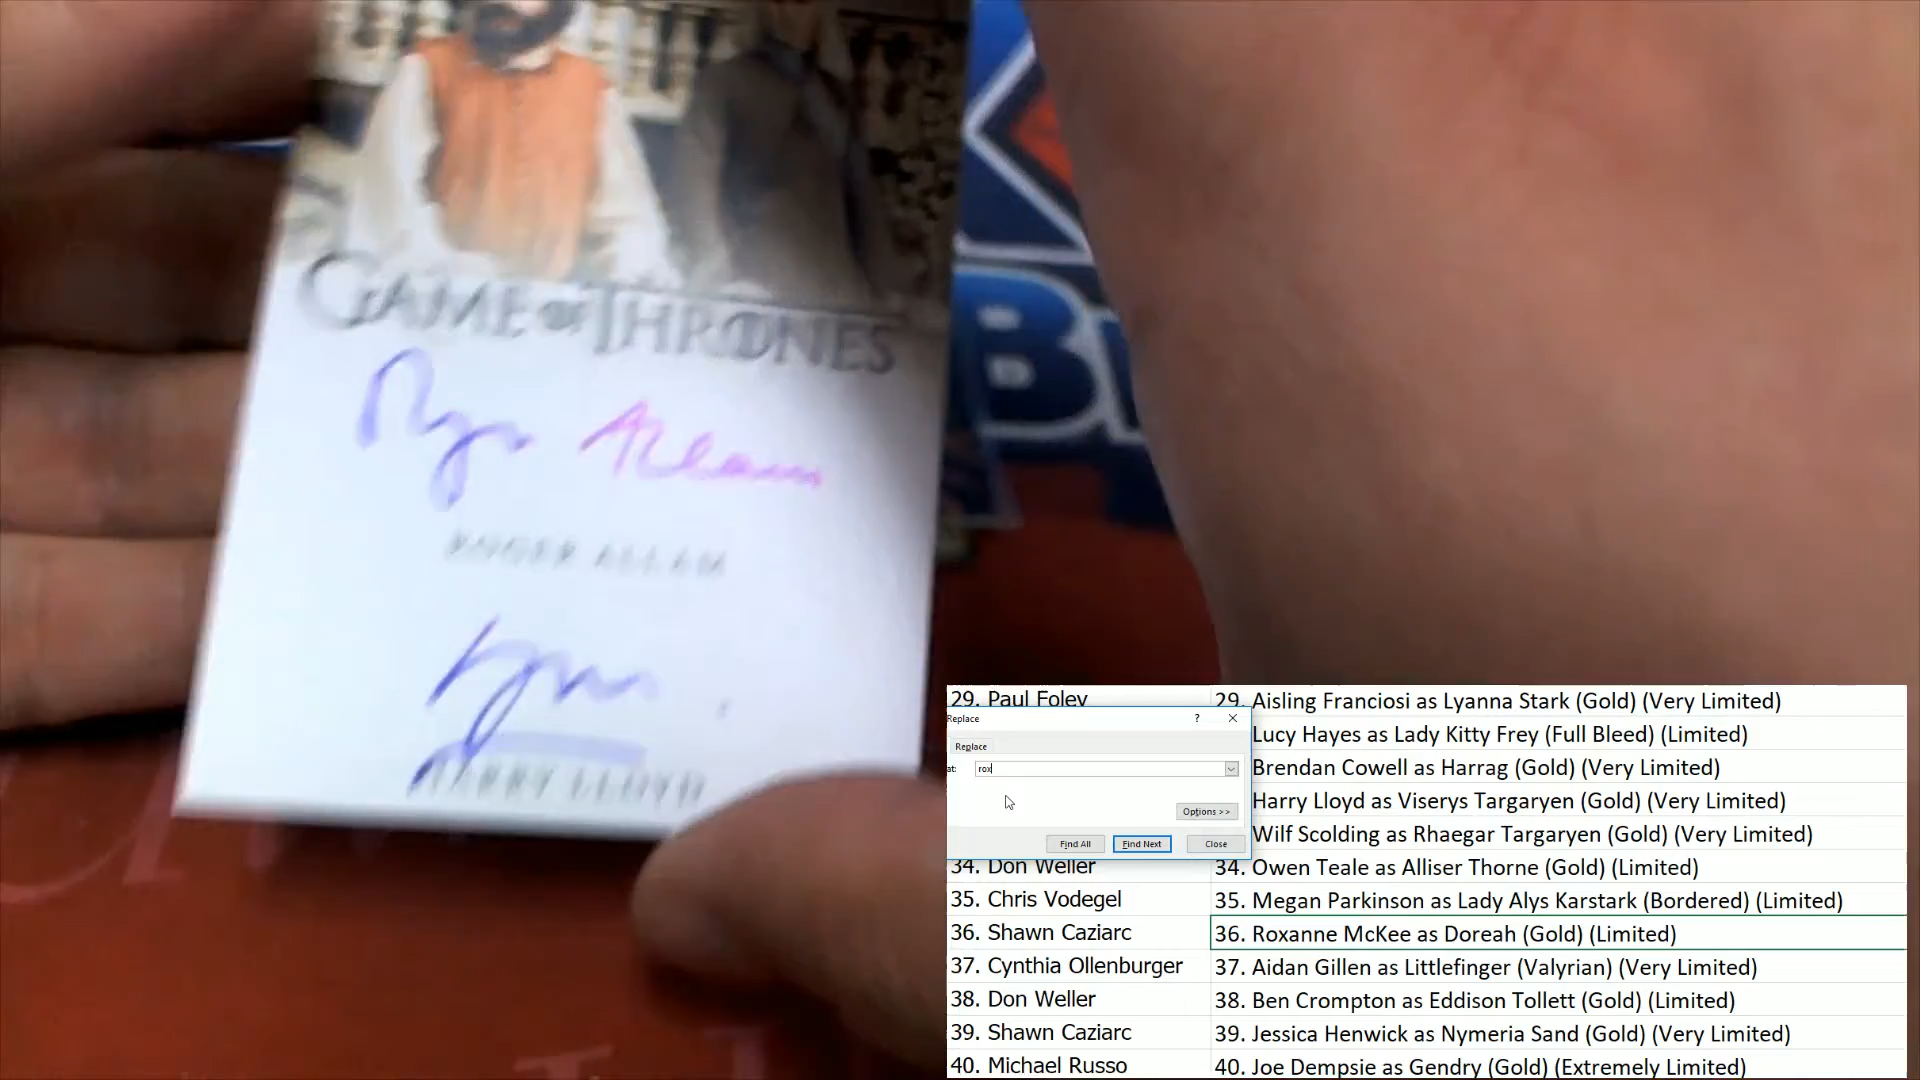 GAME OF THRONES
Roger Allam
ROGER ALLAM
HARRY LLOYD
29. Paul Foley 29. Aisling Franciosi as Lyanna Stark (Gold) (Very Limited)
Replace ? X
Lucy Hayes as Lady Kitty Frey (Full Bleed) (Limited)
Replace
at: rox Brendan Cowell as Harrag (Gold) (Very Limited)
Harry Lloyd as Viserys Targaryen (Gold) (Very Limited)
Options >>
Wilf Scolding as Rhaegar Targaryen (Gold) (Very Limited)
Find All Find Next Close
34. Don Weller 34. Owen Teale as Alliser Thorne (Gold) (Limited)
35. Chris Vodegel 35. Megan Parkinson as Lady Alys Karstark (Bordered) (Limited)
36. Shawn Caziarc 36. Roxanne McKee as Doreah (Gold) (Limited)
37. Cynthia Ollenburger 37. Aidan Gillen as Littlefinger (Valyrian) (Very Limited)
38. Don Weller 38. Ben Crompton as Eddison Tollett (Gold) (Limited)
39. Shawn Caziarc 39. Jessica Henwick as Nymeria Sand (Gold) (Very Limited)
40. Michael Russo 40. Joe Dempsie as Gendry (Gold) (Extremely Limited)